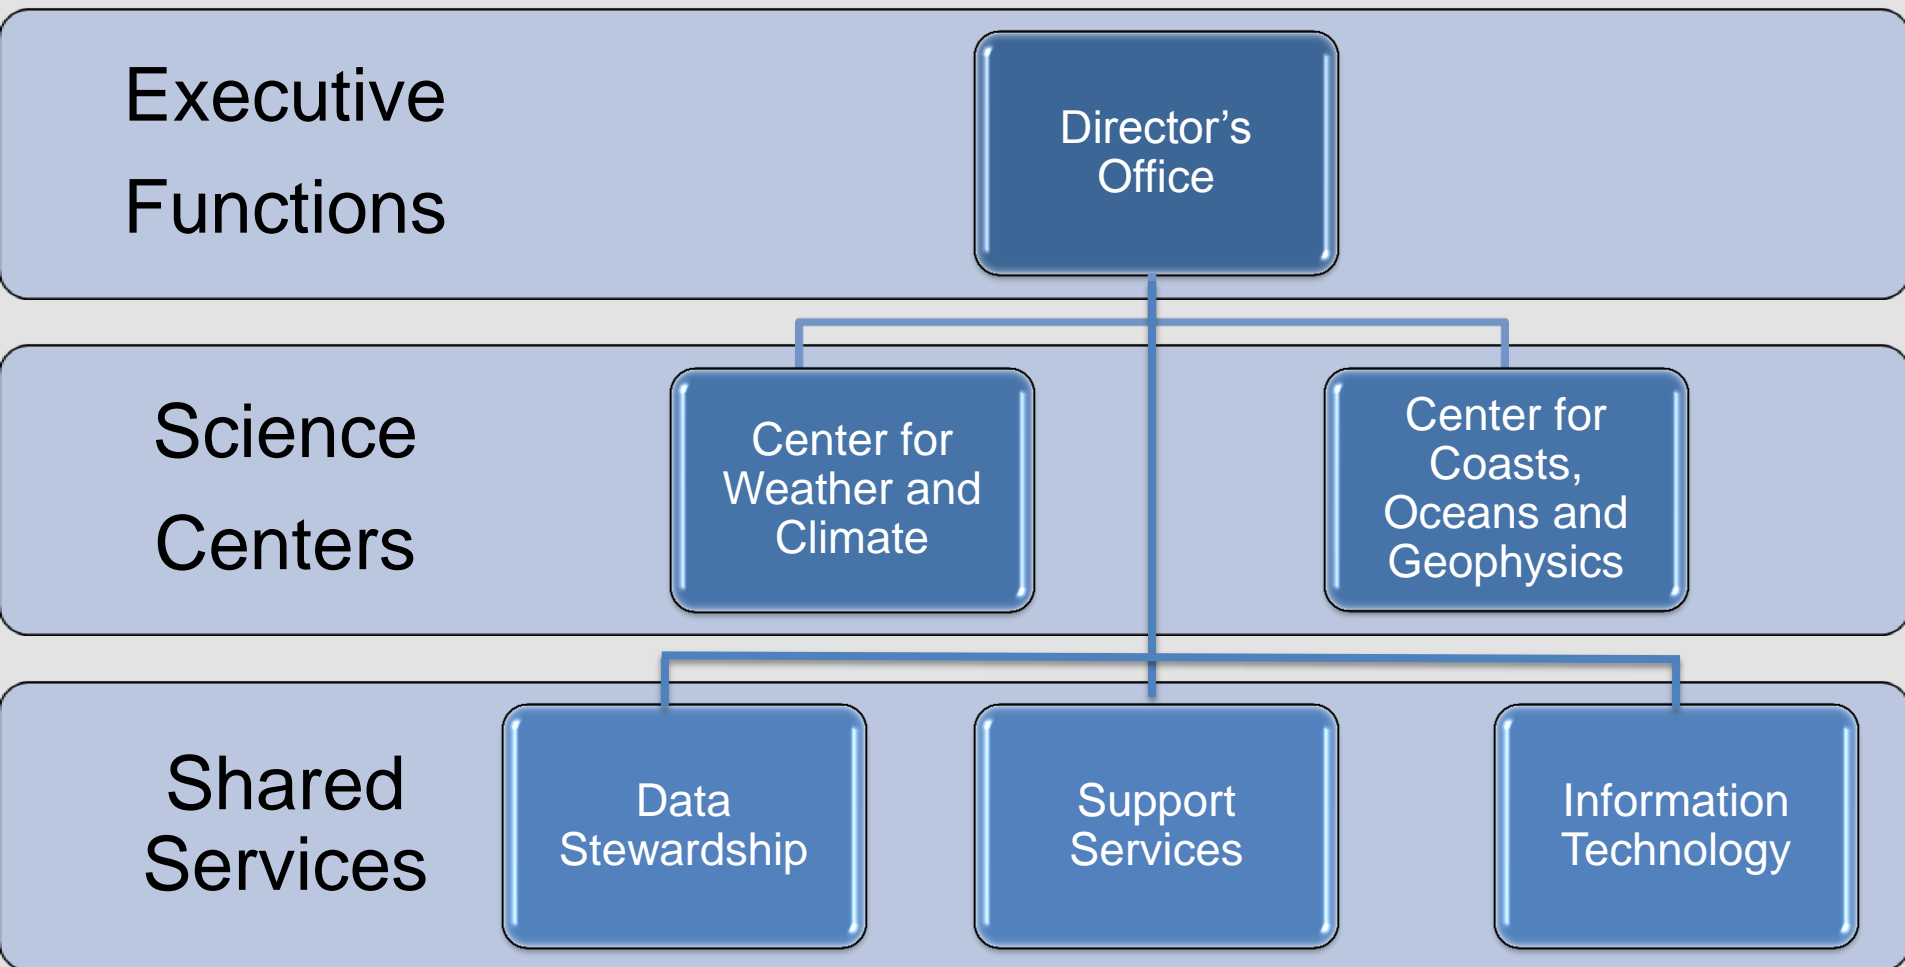 Executive
Functions
Director’s
Office
Science
Centers
Center for
Weather and
Climate
Center for
Coasts,
Oceans and
Geophysics
Shared
Services
Data
Stewardship
Support
Services
Information
Technology